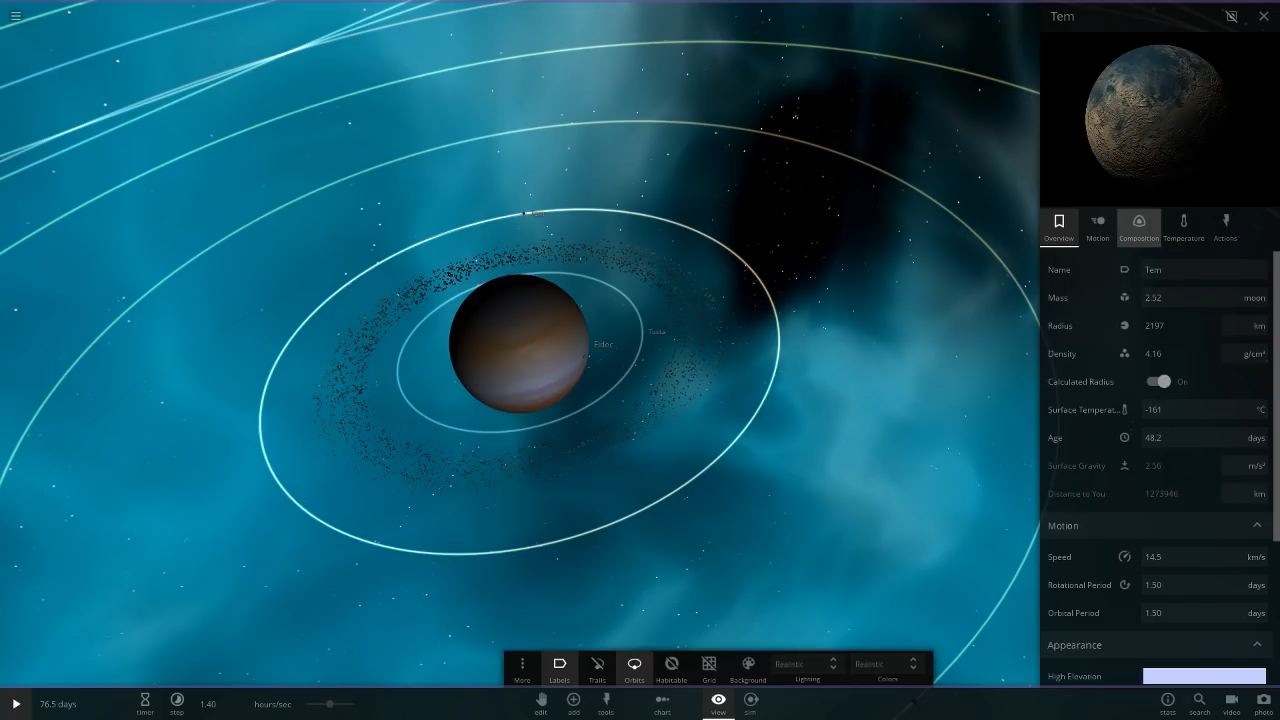 Tem
Tem
Tusta
Eldec
Overview
Motion
Composition
Temperature
Actions
Name Tem
Mass 2.52 moon
Radius 2197 km
Density 4.16 g/cm³
Calculated Radius On
Surface Temperat... -161 °C
Age 48.2 days
Surface Gravity 2.56 m/s²
Distance to You 1273946 km
Motion
Speed 14.5 km/s
Rotational Period 1.50 days
Orbital Period 1.50 days
Appearance
High Elevation
More
Labels
Trails
Orbits
Habitable
Grid
Background
Realistic
Lighting
Realistic
Colors
76.5 days
timer
step
1.40
hours/sec
edit
add
tools
chart
view
sim
stats
search
video
photo